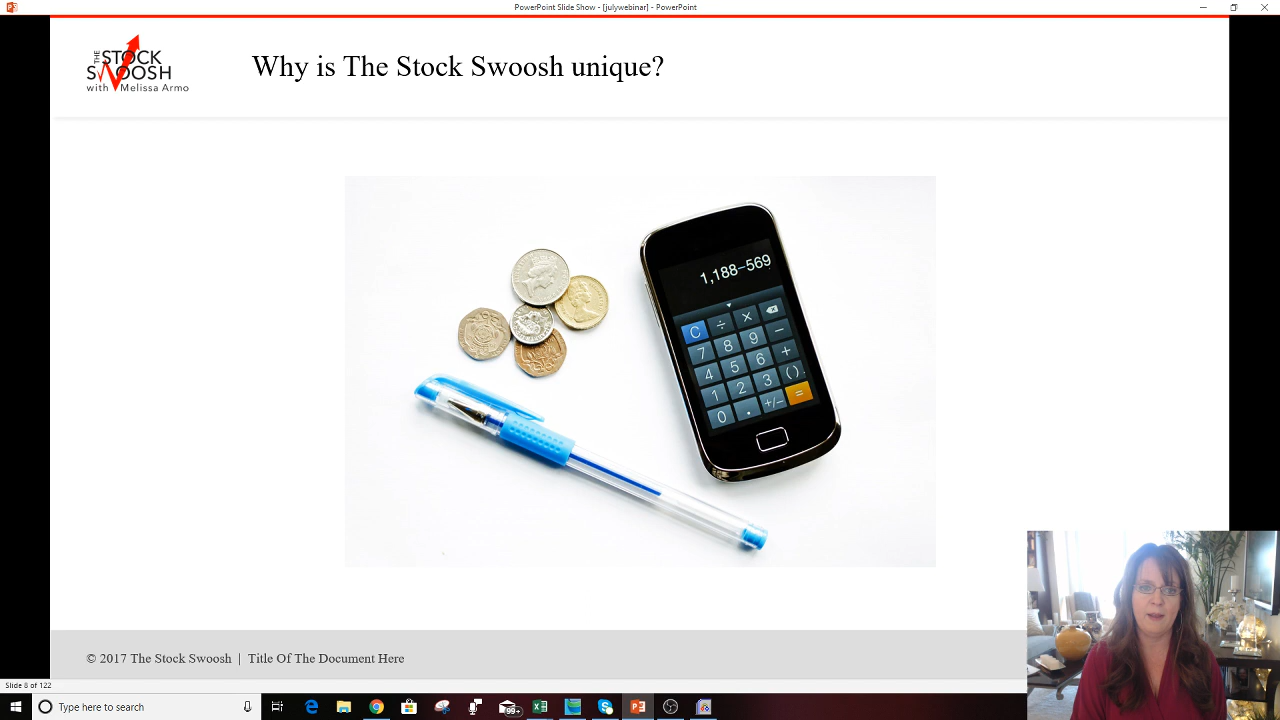 PowerPoint Slide Show - [julywebinar] - PowerPoint
THE
STOCK
SWOOSH
with Melissa Armo
Why is The Stock Swoosh unique?
1,188–569
C ÷ ×
7 8 9 −
4 5 6 +
1 2 3 ( )
0 . +/− =
© 2017 The Stock Swoosh | Title Of The Document Here
Slide 8 of 122
Type here to search
99+